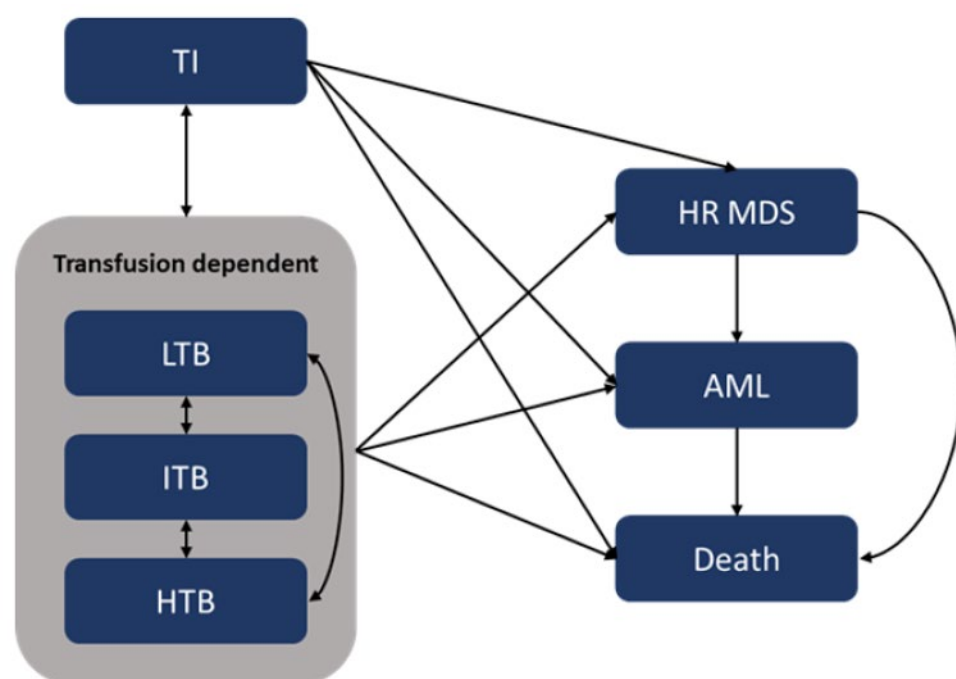 TI
Transfusion dependent
LTB
ITB
HTB
HR MDS
AML
Death